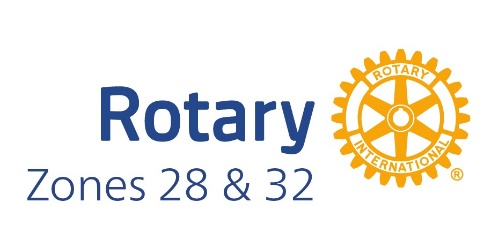 Rotary
Zones 28 & 32
ROTARY
INTERNATIONAL
®